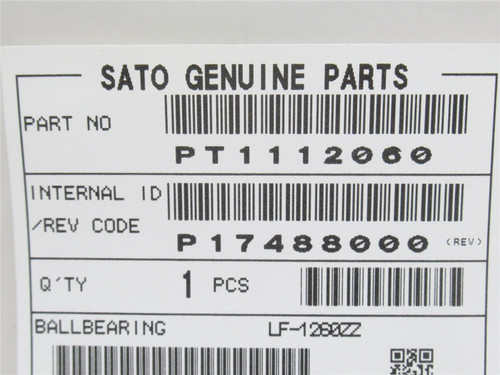 SATO GENUINE PARTS
PART NO
PT1112060
INTERNAL ID
/REV CODE
P17488000 (REV)
Q'TY 1 PCS
BALLBEARING LF-1260ZZ